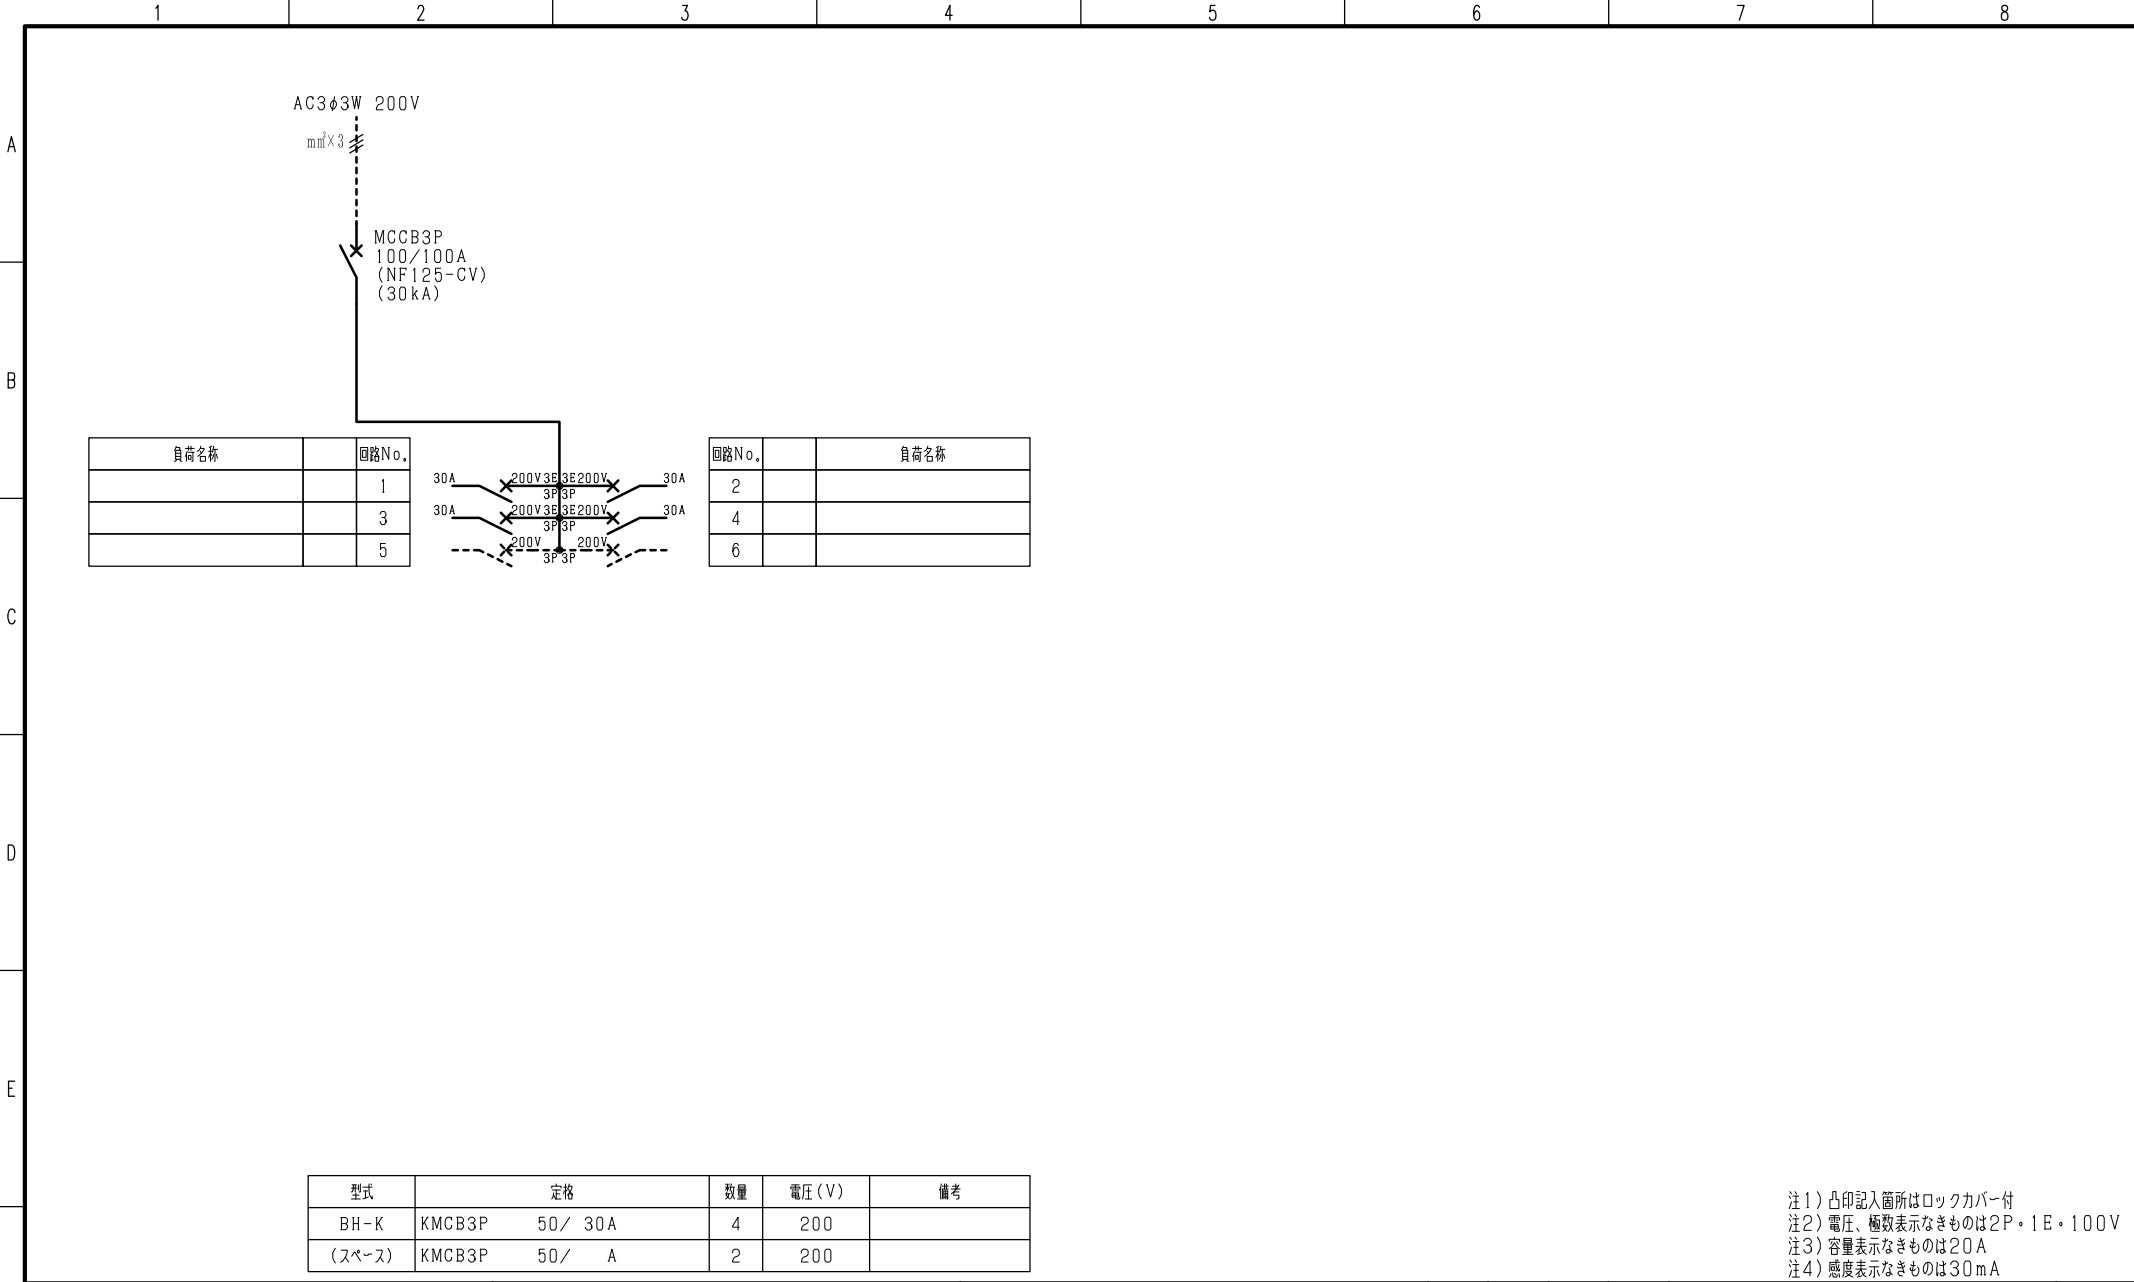 1 2 3 4 5 6 7 8
AC3φ3W 200V
A
m㎡×3
MCCB3P
100/100A
(NF125-CV)
(30kA)
B
負荷名称 回路No. 回路No. 負荷名称
1 30A 200V 3E 3E 200V 30A 2
3P 3P
3 30A 200V 3E 3E 200V 30A 4
3P 3P
5 200V 200V 6
3P 3P
C
D
E
型式 定格 数量 電圧(V) 備考
BH-K KMCB3P 50/ 30A 4 200
(スペース) KMCB3P 50/ A 2 200
注1)凸印記入箇所はロックカバー付
注2)電圧、極数表示なきものは2P・1E・100V
注3)容量表示なきものは20A
注4)感度表示なきものは30mA